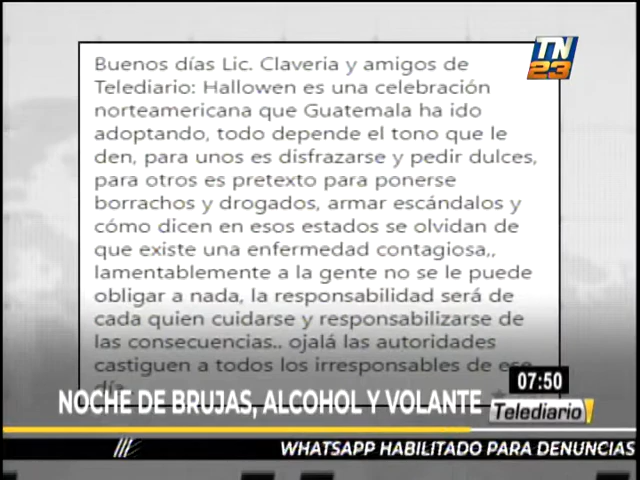 Buenos días Lic. Claveria y amigos de
Telediario: Hallowen es una celebración
norteamericana que Guatemala ha ido
adoptando, todo depende el tono que le
den, para unos es disfrazarse y pedir dulces,
para otros es pretexto para ponerse
borrachos y drogados, armar escándalos y
cómo dicen en esos estados se olvidan de
que existe una enfermedad contagiosa,,
lamentablemente a la gente no se le puede
obligar a nada, la responsabilidad será de
cada quien cuidarse y responsabilizarse de
las consecuencias.. ojalá las autoridades
castiguen a todos los irresponsables de ese
día
TN
23
07:50
NOCHE DE BRUJAS, ALCOHOL Y VOLANTE
Telediario
WHATSAPP HABILITADO PARA DENUNCIAS